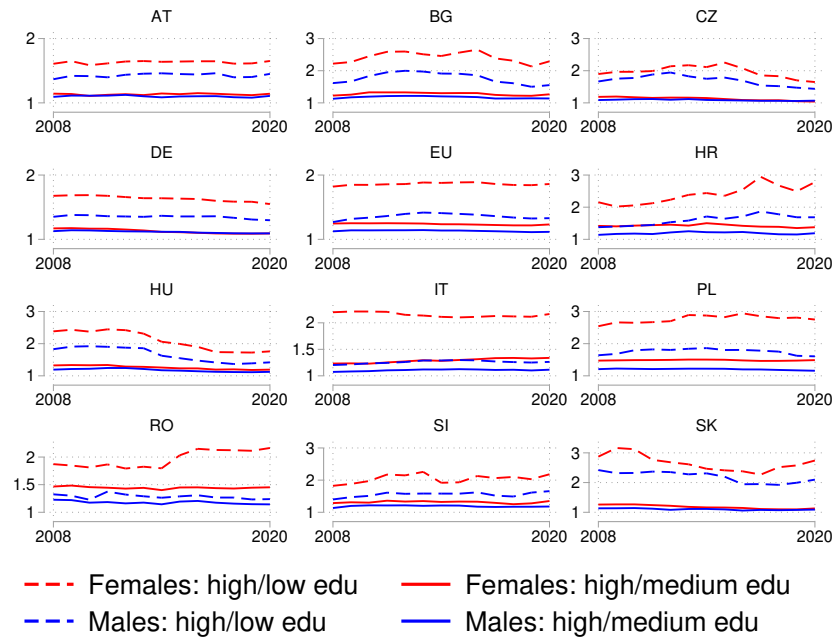 AT BG CZ
2 3 3
2 2
1 1 1
2008 2020 2008 2020 2008 2020
DE EU HR
2 2 3
2
1 1 1
2008 2020 2008 2020 2008 2020
HU IT PL
3 2 3
2 1.5 2
1 1 1
2008 2020 2008 2020 2008 2020
RO SI SK
2 3 3
1.5 2 2
1 1 1
2008 2020 2008 2020 2008 2020
Females: high/low edu Females: high/medium edu
Males: high/low edu Males: high/medium edu